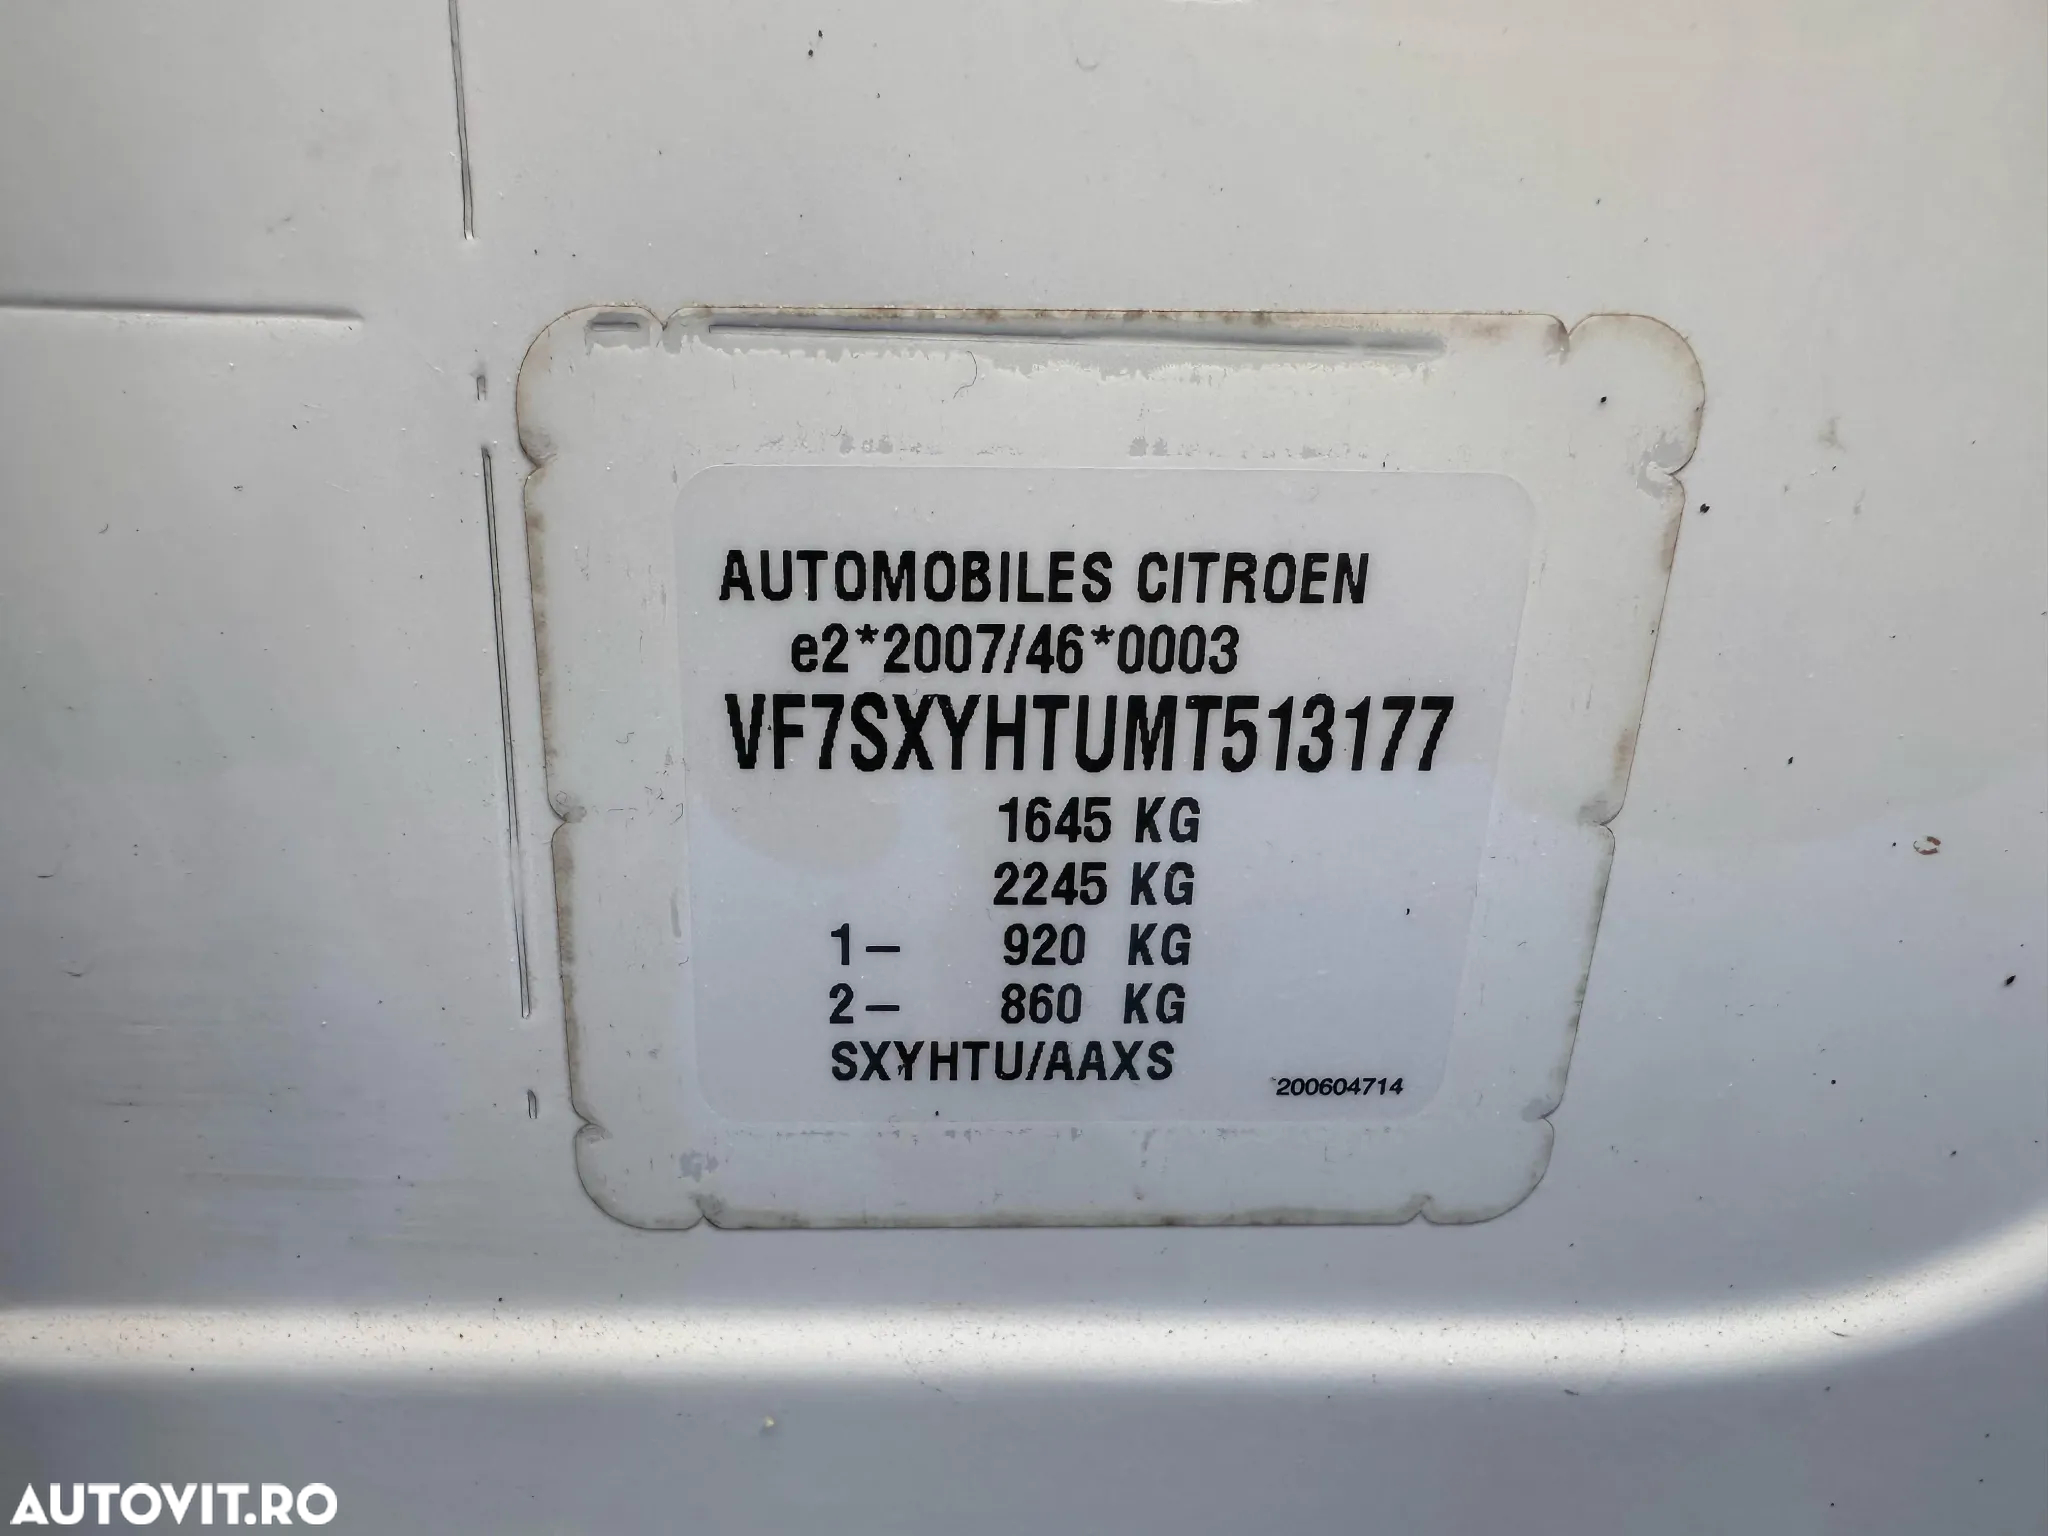 AUTOMOBILES CITROEN
e2*2007/46*0003
VF7SXYHTUMT513177
1645 KG
2245 KG
1– 920 KG
2– 860 KG
SXYHTU/AAXS
200604714
AUTOVIT.RO